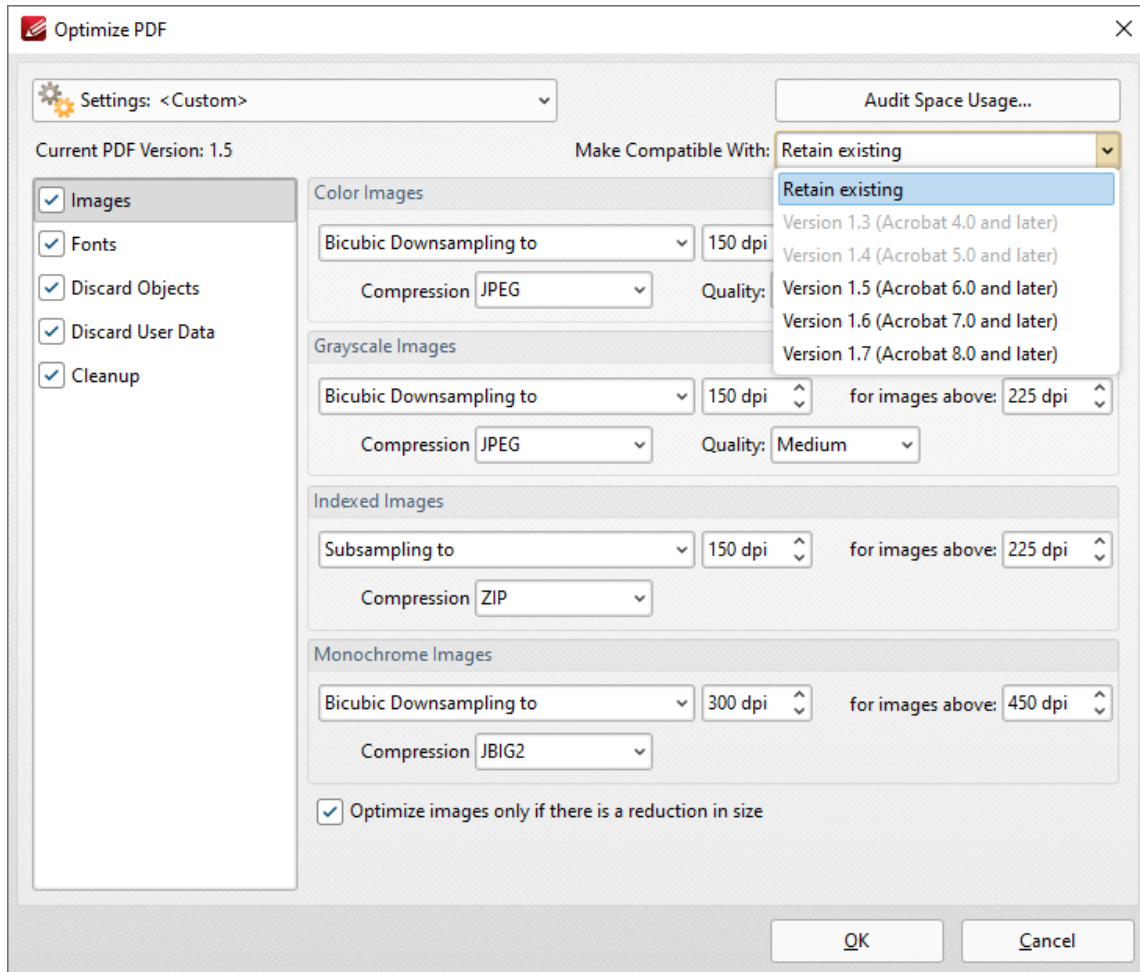 Optimize PDF
Settings: <Custom>
Audit Space Usage...
Current PDF Version: 1.5
Make Compatible With: Retain existing
Retain existing
Version 1.3 (Acrobat 4.0 and later)
Version 1.4 (Acrobat 5.0 and later)
Version 1.5 (Acrobat 6.0 and later)
Version 1.6 (Acrobat 7.0 and later)
Version 1.7 (Acrobat 8.0 and later)
Images
Fonts
Discard Objects
Discard User Data
Cleanup
Color Images
Bicubic Downsampling to 150 dpi
Compression JPEG Quality:
Grayscale Images
Bicubic Downsampling to 150 dpi for images above: 225 dpi
Compression JPEG Quality: Medium
Indexed Images
Subsampling to 150 dpi for images above: 225 dpi
Compression ZIP
Monochrome Images
Bicubic Downsampling to 300 dpi for images above: 450 dpi
Compression JBIG2
Optimize images only if there is a reduction in size
OK Cancel